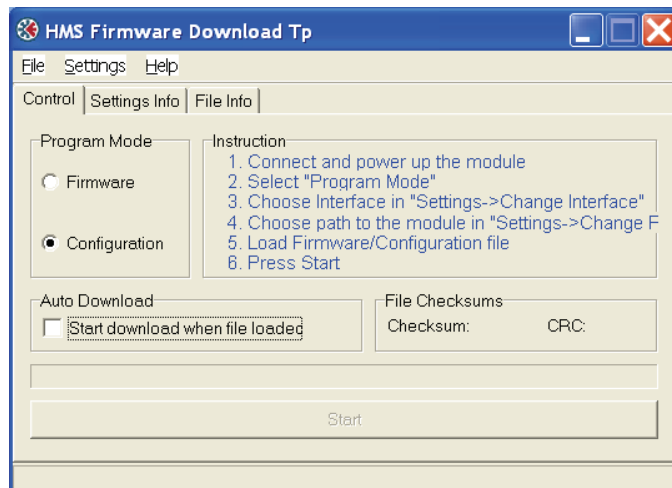 HMS Firmware Download Tp
File Settings Help
Control Settings Info File Info
Program Mode
Firmware
Configuration
Instruction
1. Connect and power up the module
2. Select "Program Mode"
3. Choose Interface in "Settings->Change Interface"
4. Choose path to the module in "Settings->Change F
5. Load Firmware/Configuration file
6. Press Start
Auto Download
Start download when file loaded
File Checksums
Checksum: CRC:
Start